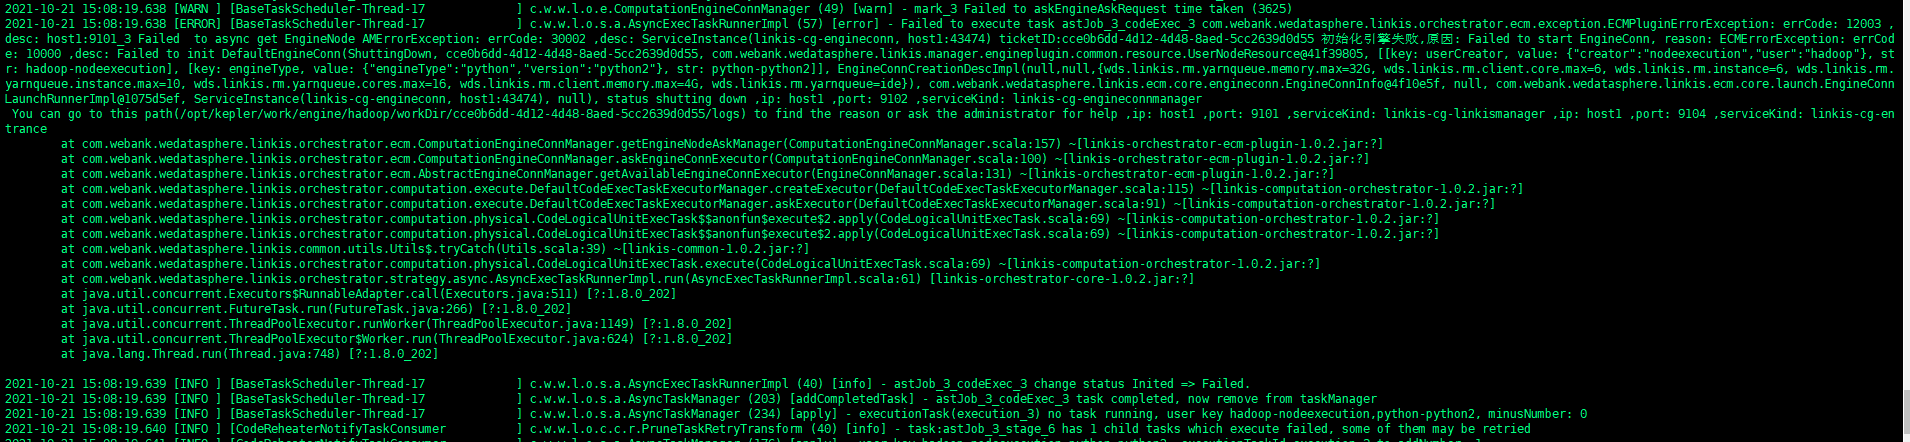 2021-10-21 15:08:19.638 [WARN ] [BaseTaskScheduler-Thread-17             ] c.w.w.l.o.e.ComputationEngineConnManager (49) [warn] - mark_3 Failed to askEngineAskRequest time taken (3625)
2021-10-21 15:08:19.638 [ERROR] [BaseTaskScheduler-Thread-17             ] c.w.w.l.o.s.a.AsyncExecTaskRunnerImpl (57) [error] - Failed to execute task astJob_3_codeExec_3 com.webank.wedatasphere.linkis.orchestrator.ecm.exception.ECMPluginErrorException: errCode: 12003 ,
desc: host1:9101_3 Failed  to async get EngineNode AMErrorException: errCode: 30002 ,desc: ServiceInstance(linkis-cg-engineconn, host1:43474) ticketID:cce0b6dd-4d12-4d48-8aed-5cc2639d0d55 初始化引擎失败,原因: Failed to start EngineConn, reason: ECMErrorException: errCod
e: 10000 ,desc: Failed to init DefaultEngineConn(ShuttingDown, cce0b6dd-4d12-4d48-8aed-5cc2639d0d55, com.webank.wedatasphere.linkis.manager.engineplugin.common.resource.UserNodeResource@41f39805, [[key: userCreator, value: {"creator":"nodeexecution","user":"hadoop"}, st
r: hadoop-nodeexecution], [key: engineType, value: {"engineType":"python","version":"python2"}, str: python-python2]], EngineConnCreationDescImpl(null,null,{wds.linkis.rm.yarnqueue.memory.max=32G, wds.linkis.rm.client.core.max=6, wds.linkis.rm.instance=6, wds.linkis.rm.
yarnqueue.instance.max=10, wds.linkis.rm.yarnqueue.cores.max=16, wds.linkis.rm.client.memory.max=4G, wds.linkis.rm.yarnqueue=ide}), com.webank.wedatasphere.linkis.ecm.core.engineconn.EngineConnInfo@4f10e5f, null, com.webank.wedatasphere.linkis.ecm.core.launch.EngineConn
LaunchRunnerImpl@1075d5ef, ServiceInstance(linkis-cg-engineconn, host1:43474), null), status shutting down ,ip: host1 ,port: 9102 ,serviceKind: linkis-cg-engineconnmanager
 You can go to this path(/opt/kepler/work/engine/hadoop/workDir/cce0b6dd-4d12-4d48-8aed-5cc2639d0d55/logs) to find the reason or ask the administrator for help ,ip: host1 ,port: 9101 ,serviceKind: linkis-cg-linkismanager ,ip: host1 ,port: 9104 ,serviceKind: linkis-cg-en
trance
        at com.webank.wedatasphere.linkis.orchestrator.ecm.ComputationEngineConnManager.getEngineNodeAskManager(ComputationEngineConnManager.scala:157) ~[linkis-orchestrator-ecm-plugin-1.0.2.jar:?]
        at com.webank.wedatasphere.linkis.orchestrator.ecm.ComputationEngineConnManager.askEngineConnExecutor(ComputationEngineConnManager.scala:100) ~[linkis-orchestrator-ecm-plugin-1.0.2.jar:?]
        at com.webank.wedatasphere.linkis.orchestrator.ecm.AbstractEngineConnManager.getAvailableEngineConnExecutor(EngineConnManager.scala:131) ~[linkis-orchestrator-ecm-plugin-1.0.2.jar:?]
        at com.webank.wedatasphere.linkis.orchestrator.computation.execute.DefaultCodeExecTaskExecutorManager.createExecutor(DefaultCodeExecTaskExecutorManager.scala:115) ~[linkis-computation-orchestrator-1.0.2.jar:?]
        at com.webank.wedatasphere.linkis.orchestrator.computation.execute.DefaultCodeExecTaskExecutorManager.askExecutor(DefaultCodeExecTaskExecutorManager.scala:91) ~[linkis-computation-orchestrator-1.0.2.jar:?]
        at com.webank.wedatasphere.linkis.orchestrator.computation.physical.CodeLogicalUnitExecTask$$anonfun$execute$2.apply(CodeLogicalUnitExecTask.scala:69) ~[linkis-computation-orchestrator-1.0.2.jar:?]
        at com.webank.wedatasphere.linkis.orchestrator.computation.physical.CodeLogicalUnitExecTask$$anonfun$execute$2.apply(CodeLogicalUnitExecTask.scala:69) ~[linkis-computation-orchestrator-1.0.2.jar:?]
        at com.webank.wedatasphere.linkis.common.utils.Utils$.tryCatch(Utils.scala:39) ~[linkis-common-1.0.2.jar:?]
        at com.webank.wedatasphere.linkis.orchestrator.computation.physical.CodeLogicalUnitExecTask.execute(CodeLogicalUnitExecTask.scala:69) ~[linkis-computation-orchestrator-1.0.2.jar:?]
        at com.webank.wedatasphere.linkis.orchestrator.strategy.async.AsyncExecTaskRunnerImpl.run(AsyncExecTaskRunnerImpl.scala:61) [linkis-orchestrator-core-1.0.2.jar:?]
        at java.util.concurrent.Executors$RunnableAdapter.call(Executors.java:511) [?:1.8.0_202]
        at java.util.concurrent.FutureTask.run(FutureTask.java:266) [?:1.8.0_202]
        at java.util.concurrent.ThreadPoolExecutor.runWorker(ThreadPoolExecutor.java:1149) [?:1.8.0_202]
        at java.util.concurrent.ThreadPoolExecutor$Worker.run(ThreadPoolExecutor.java:624) [?:1.8.0_202]
        at java.lang.Thread.run(Thread.java:748) [?:1.8.0_202]
2021-10-21 15:08:19.639 [INFO ] [BaseTaskScheduler-Thread-17             ] c.w.w.l.o.s.a.AsyncExecTaskRunnerImpl (40) [info] - astJob_3_codeExec_3 change status Inited => Failed.
2021-10-21 15:08:19.639 [INFO ] [BaseTaskScheduler-Thread-17             ] c.w.w.l.o.s.a.AsyncTaskManager (203) [addCompletedTask] - astJob_3_codeExec_3 task completed, now remove from taskManager
2021-10-21 15:08:19.639 [INFO ] [BaseTaskScheduler-Thread-17             ] c.w.w.l.o.s.a.AsyncTaskManager (234) [apply] - executionTask(execution_3) no task running, user key hadoop-nodeexecution,python-python2, minusNumber: 0
2021-10-21 15:08:19.640 [INFO ] [CodeReheaterNotifyTaskConsumer          ] c.w.w.l.o.c.c.r.PruneTaskRetryTransform (40) [info] - task:astJob_3_stage_6 has 1 child tasks which execute failed, some of them may be retried